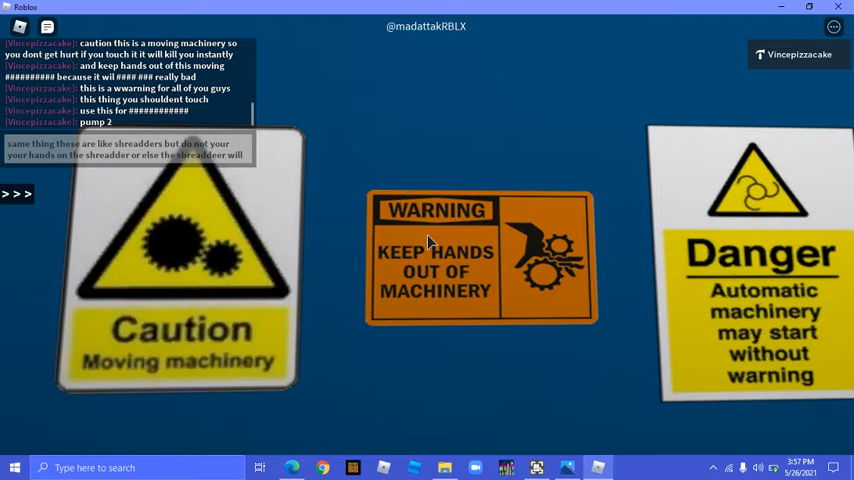 Roblox
@madattakRBLX
Vincepizzacake
[Vincepizzacake]: caution this is a moving machinery so
you dont get hurt if you touch it it will kill you instantly
[Vincepizzacake]: and keep hands out of this moving
########## because it wil #### ### really bad
[Vincepizzacake]: this is a wwarning for all of you guys
[Vincepizzacake]: this thing you shouldent touch
[Vincepizzacake]: use this for ############
[Vincepizzacake]: pump 2
same thing these are like shreadders but do not your
your hands on the shreadder or else the shreaddeer will
> > >
Caution
Moving machinery
WARNING
KEEP HANDS
OUT OF
MACHINERY
Danger
Automatic
machinery
may start
without
warning
Type here to search
3:57 PM
5/26/2021